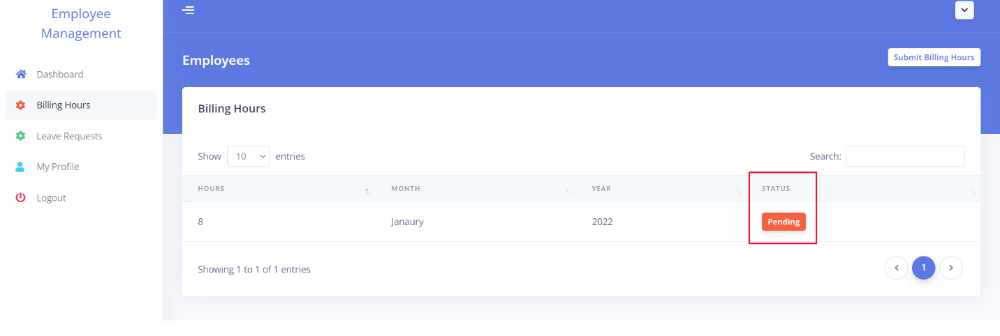 Employee
Management
Dashboard
Billing Hours
Leave Requests
My Profile
Logout
Employees
Submit Billing Hours
Billing Hours
Show 10 entries
Search:
HOURS MONTH YEAR STATUS
8 Janaury 2022 Pending
Showing 1 to 1 of 1 entries
1